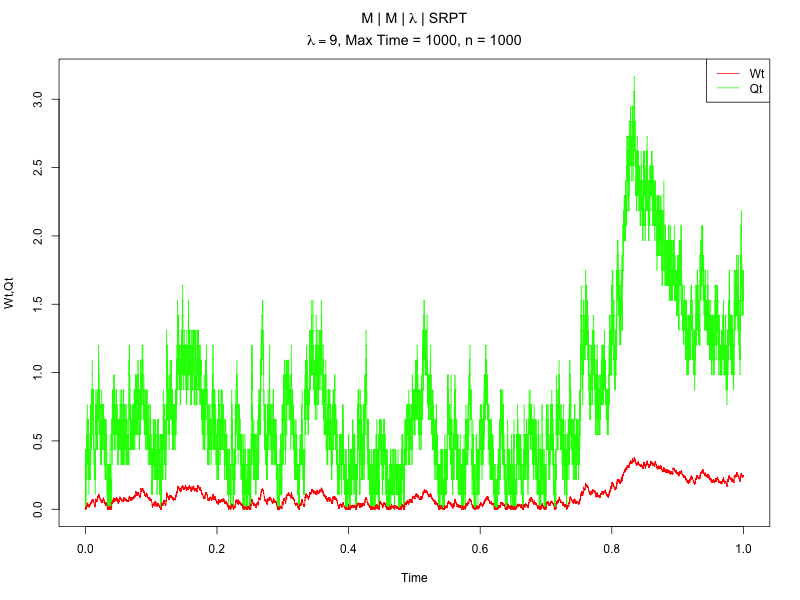 M | M | λ | SRPT
λ = 9, Max Time = 1000, n = 1000
Wt
Qt
Wt,Qt
3.0
2.5
2.0
1.5
1.0
0.5
0.0
0.0 0.2 0.4 0.6 0.8 1.0
Time